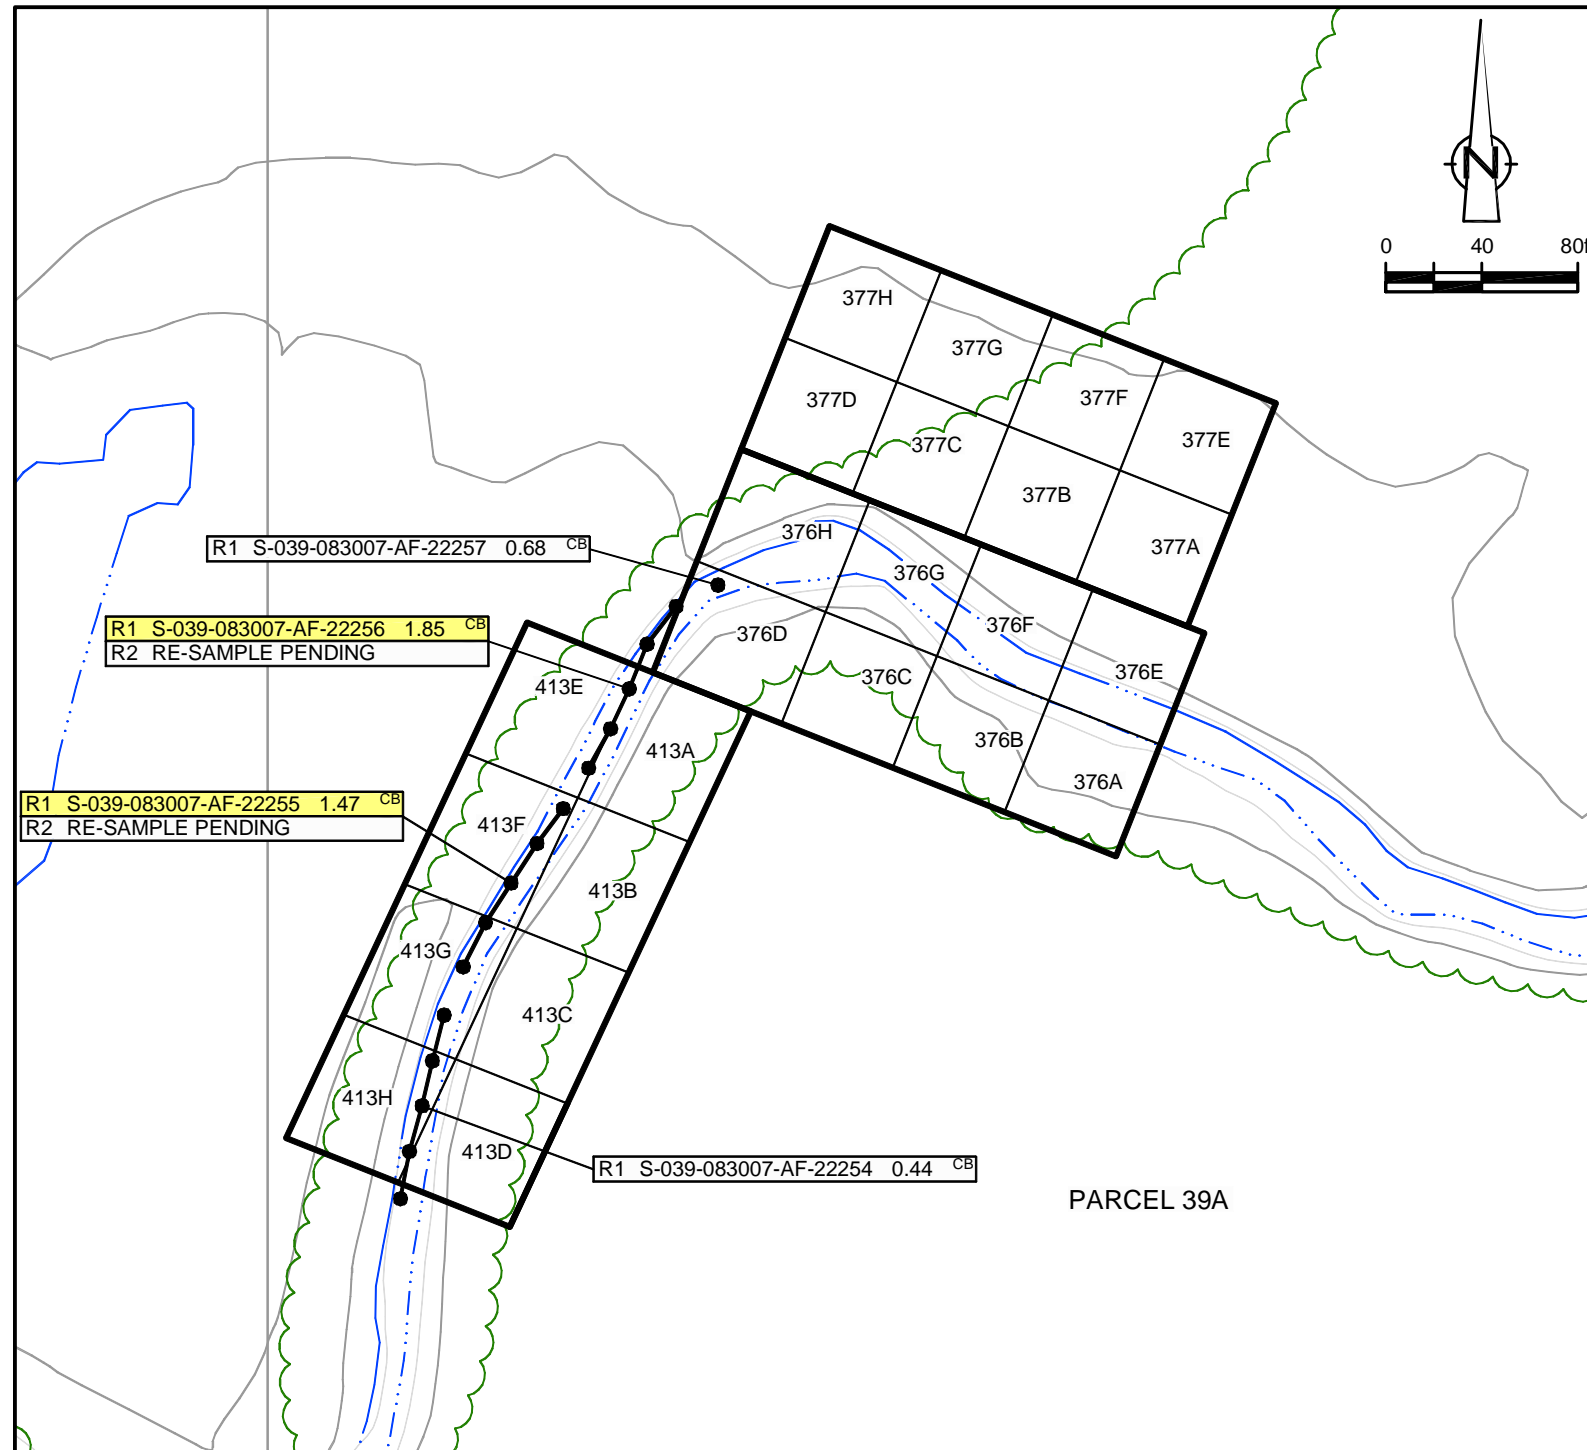 N
0 40 80f
377H
377G
377F
377E
377D
377C
377B
377A
376H
376G
376F
376E
376D
376C
376B
376A
R1 S-039-083007-AF-22257 0.68 CB
R1 S-039-083007-AF-22256 1.85 CB
R2 RE-SAMPLE PENDING
413E
413A
R1 S-039-083007-AF-22255 1.47 CB
R2 RE-SAMPLE PENDING
413F
413B
413G
413C
413H
413D
R1 S-039-083007-AF-22254 0.44 CB
PARCEL 39A